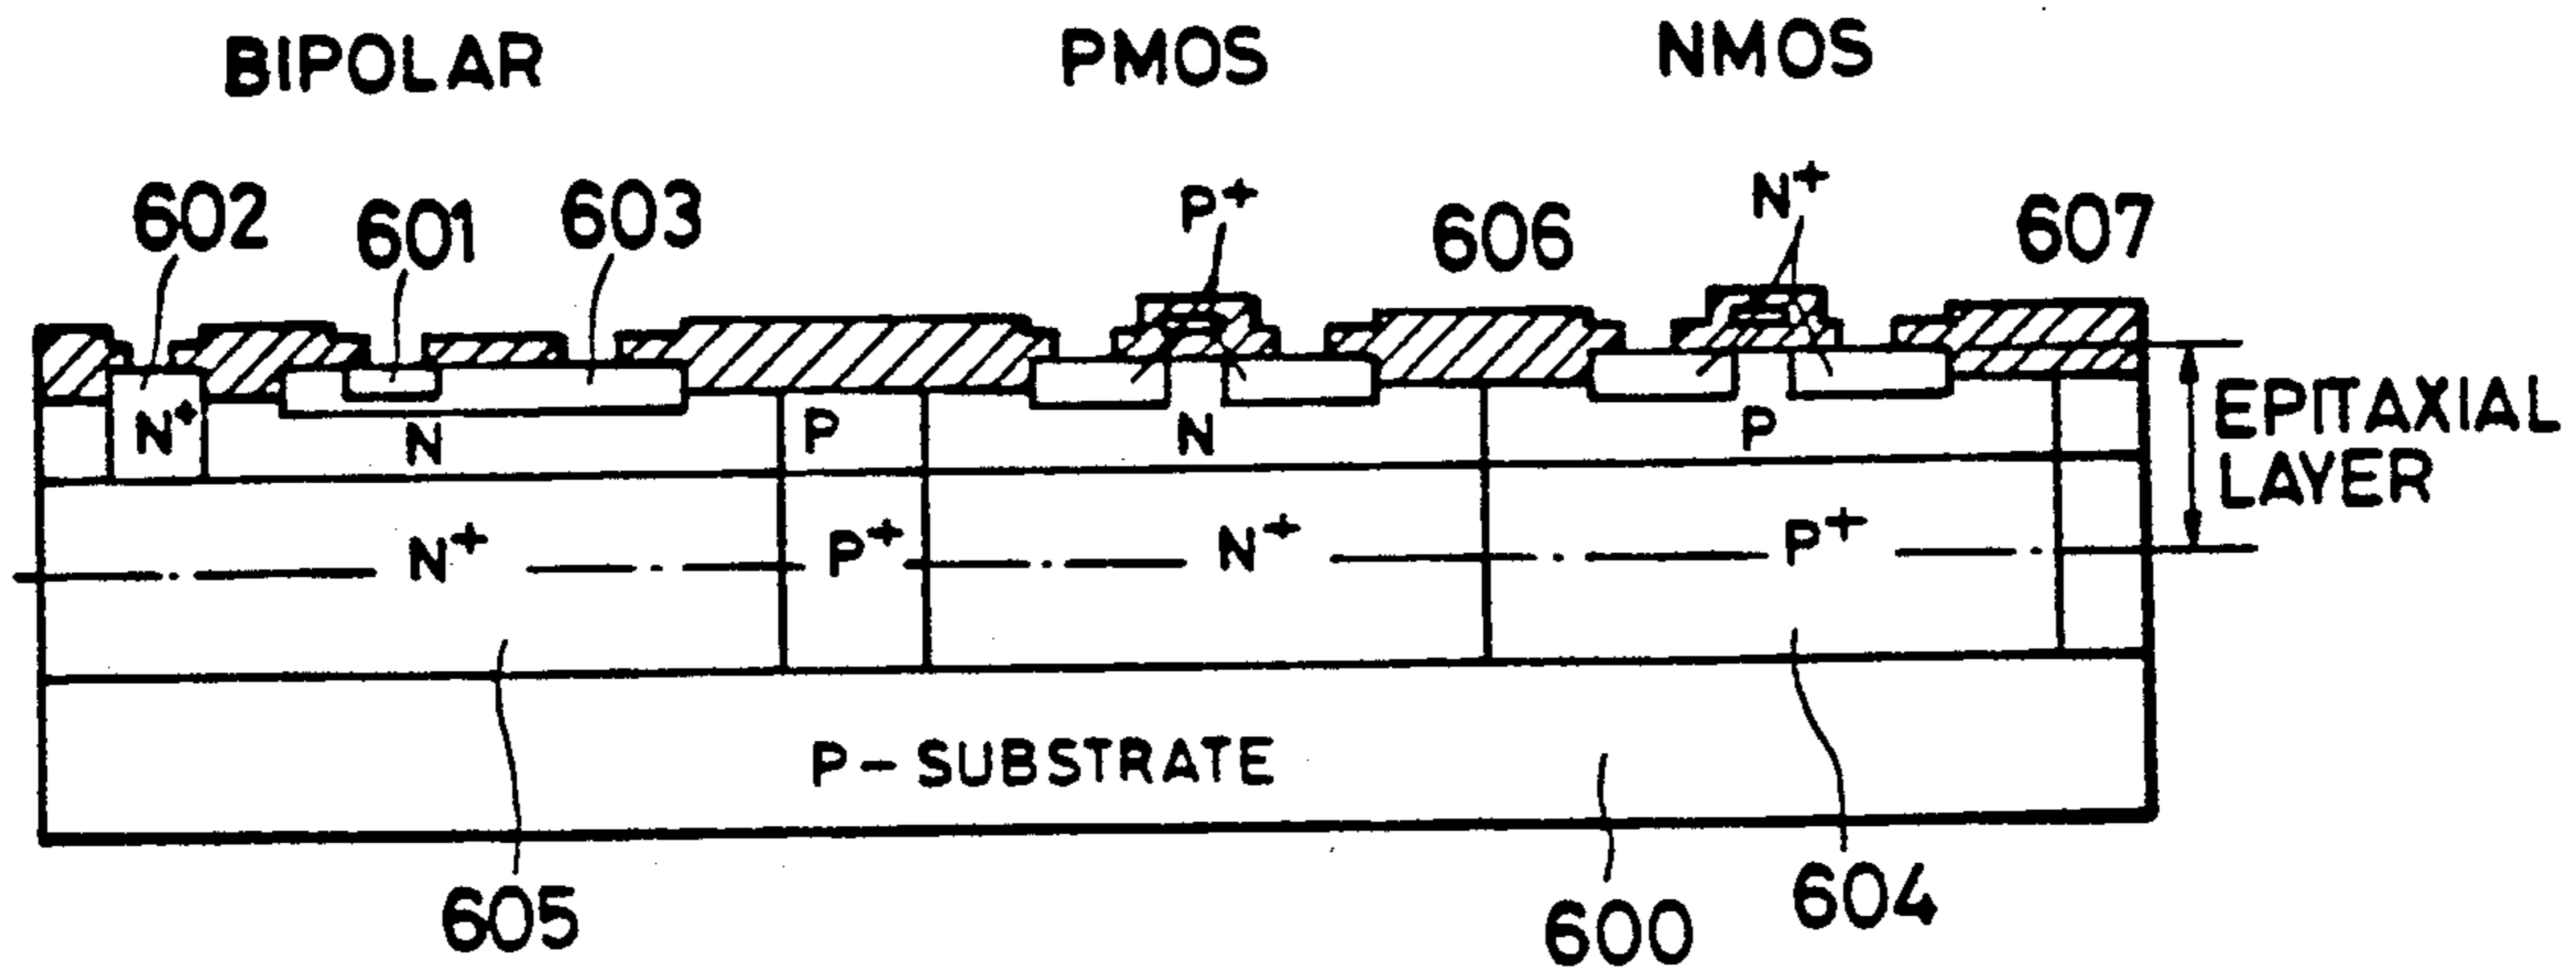 BIPOLAR PMOS NMOS
602 601 603 P+ 606 N+ 607
N+ N P N P
EPITAXIAL
LAYER
N+ P+ N+ P+
P-SUBSTRATE
605 600 604